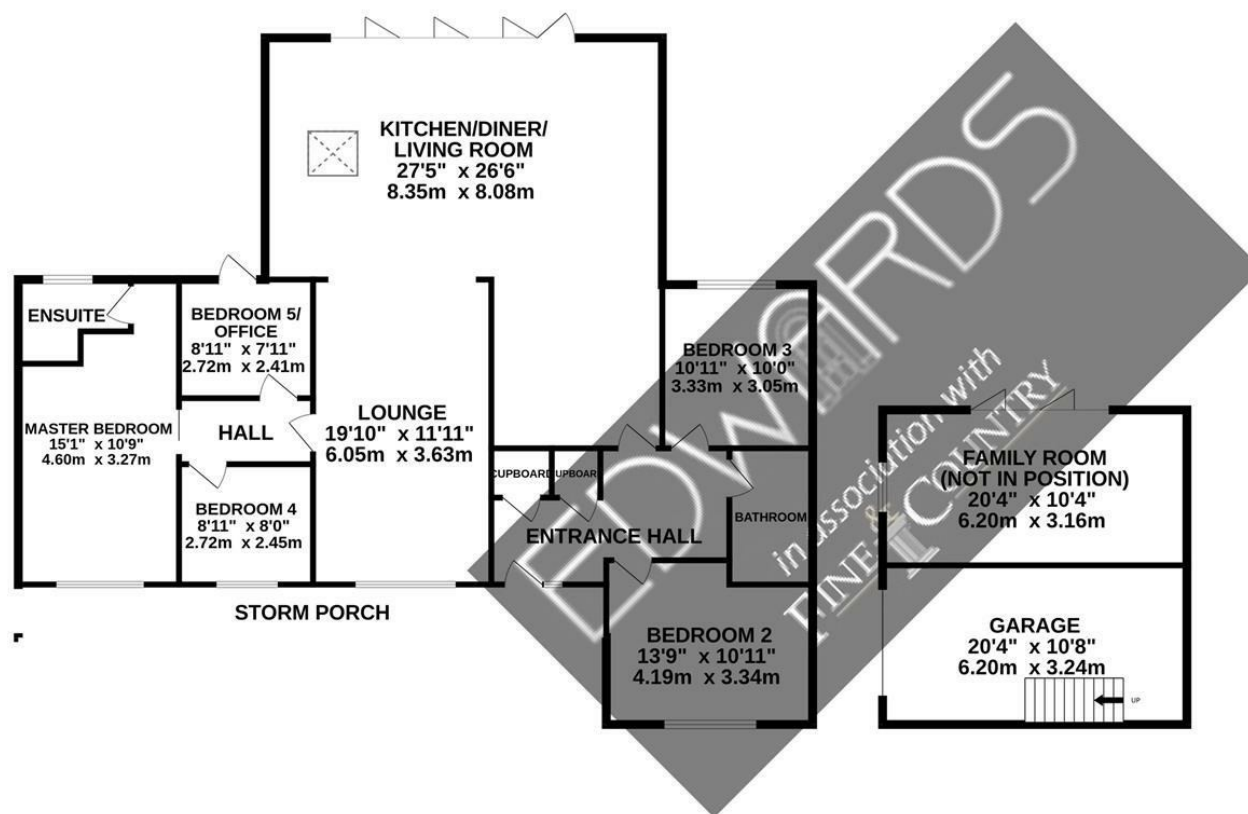 KITCHEN/DINER/
LIVING ROOM
27'5" x 26'6"
8.35m x 8.08m
ENSUITE
BEDROOM 5/
OFFICE
8'11" x 7'11"
2.72m x 2.41m
MASTER BEDROOM
15'1" x 10'9"
4.60m x 3.27m
HALL
LOUNGE
19'10" x 11'11"
6.05m x 3.63m
BEDROOM 3
10'11" x 10'0"
3.33m x 3.05m
BEDROOM 4
8'11" x 8'0"
2.72m x 2.45m
CUPBOARD
UPBOAR
ENTRANCE HALL
BATHROOM
STORM PORCH
BEDROOM 2
13'9" x 10'11"
4.19m x 3.34m
FAMILY ROOM
(NOT IN POSITION)
20'4" x 10'4"
6.20m x 3.16m
GARAGE
20'4" x 10'8"
6.20m x 3.24m
UP
EDWARDS
in association with
FINE & COUNTRY